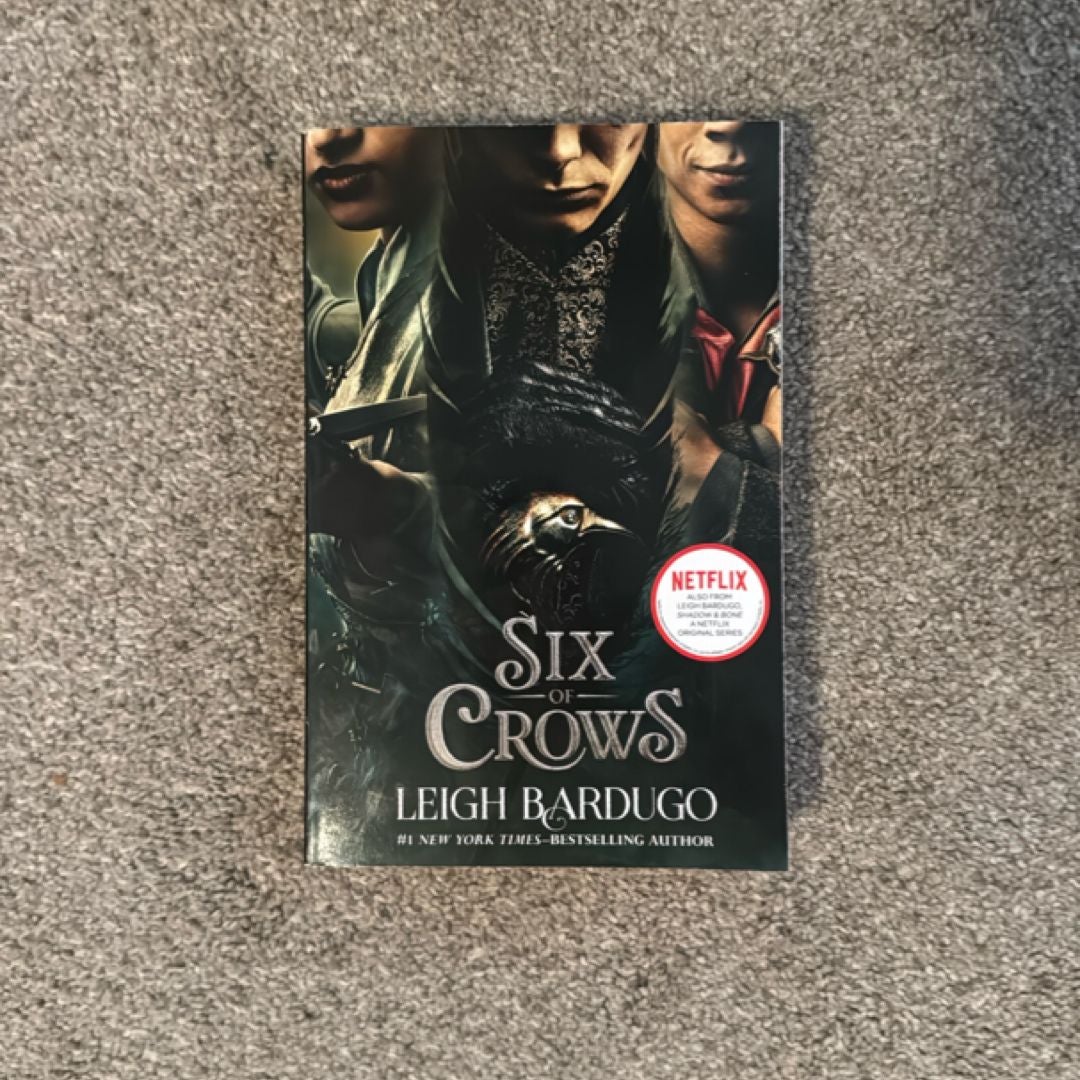 NETFLIX
ALSO FROM
LEIGH BARDUGO,
SHADOW & BONE
A NETFLIX
ORIGINAL SERIES
SIX
OF
CROWS
LEIGH BARDUGO
#1 NEW YORK TIMES–BESTSELLING AUTHOR